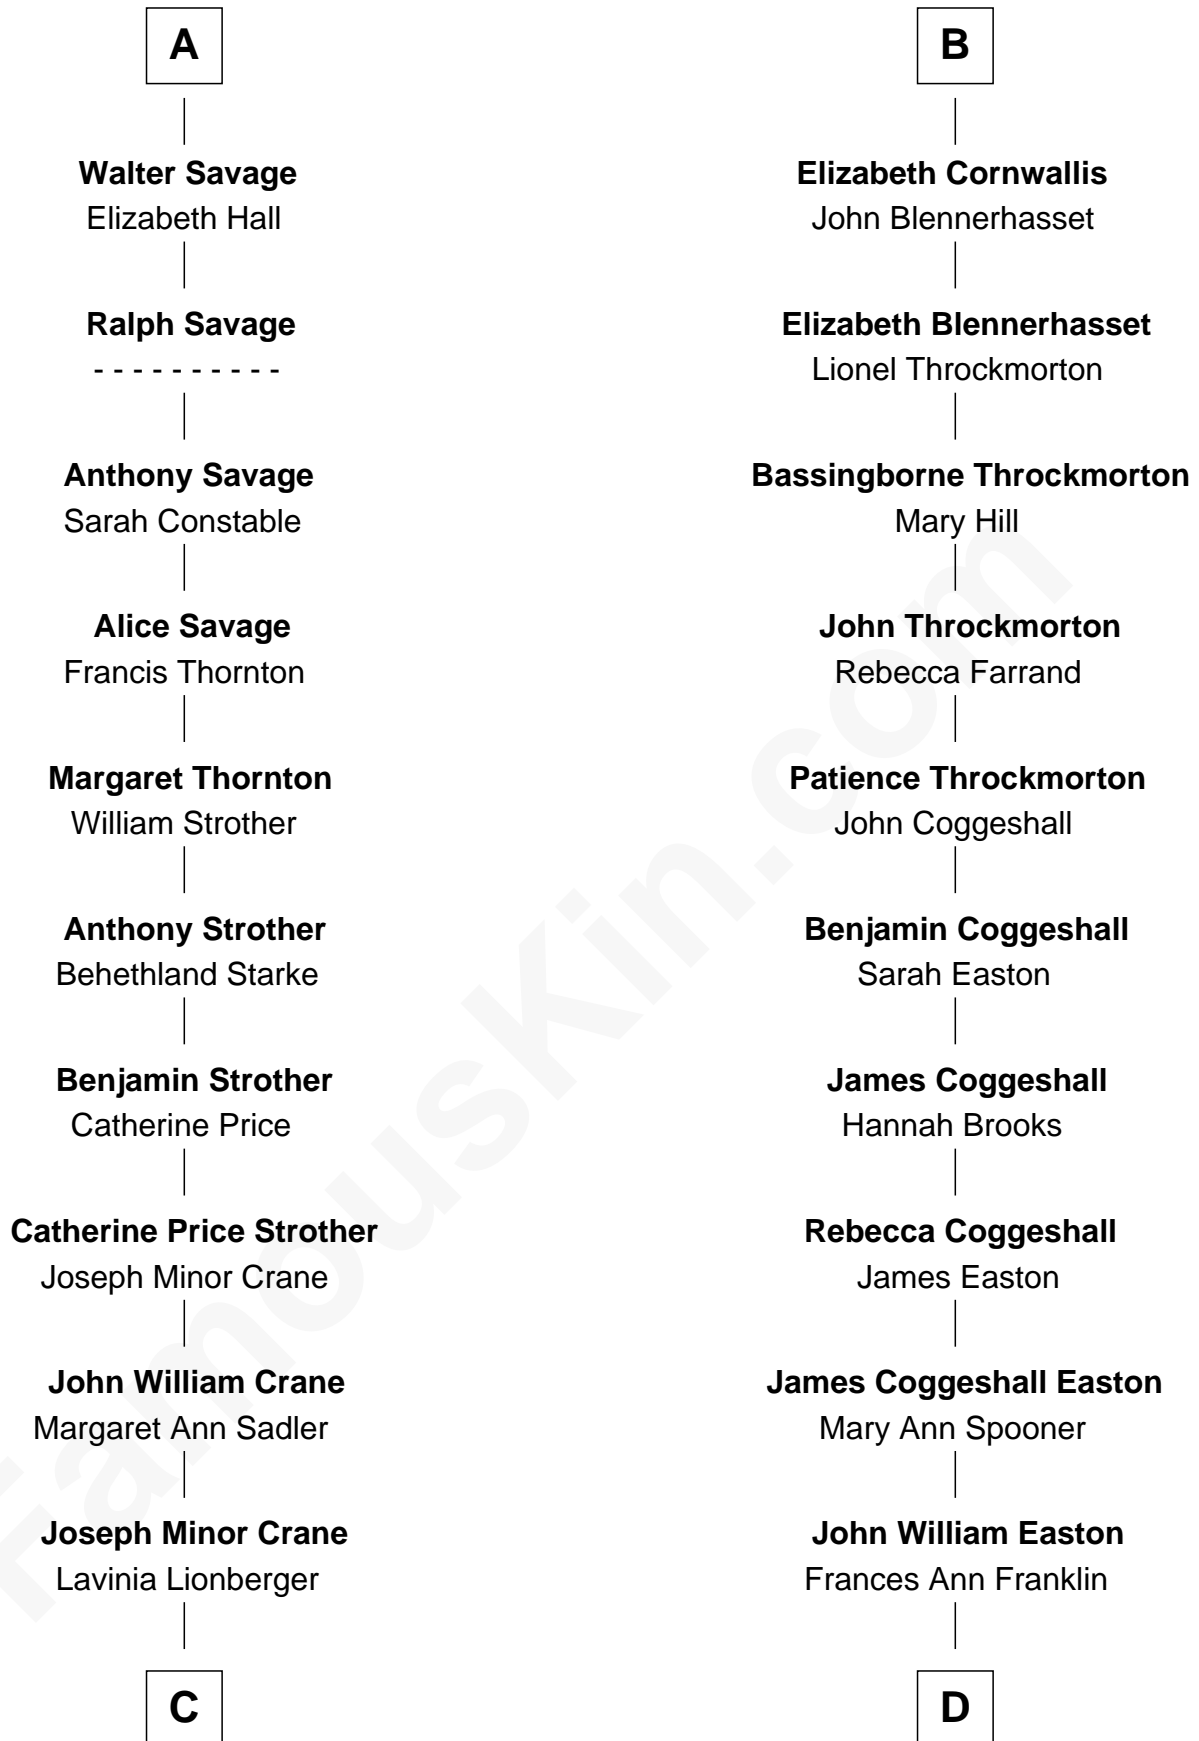 A
Walter Savage
Elizabeth Hall
Ralph Savage
- - - - - - - - - -
Anthony Savage
Sarah Constable
Alice Savage
Francis Thornton
Margaret Thornton
William Strother
Anthony Strother
Behethland Starke
Benjamin Strother
Catherine Price
Catherine Price Strother
Joseph Minor Crane
John William Crane
Margaret Ann Sadler
Joseph Minor Crane
Lavinia Lionberger
C
B
Elizabeth Cornwallis
John Blennerhasset
Elizabeth Blennerhasset
Lionel Throckmorton
Bassingborne Throckmorton
Mary Hill
John Throckmorton
Rebecca Farrand
Patience Throckmorton
John Coggeshall
Benjamin Coggeshall
Sarah Easton
James Coggeshall
Hannah Brooks
Rebecca Coggeshall
James Easton
James Coggeshall Easton
Mary Ann Spooner
John William Easton
Frances Ann Franklin
D
FamousKin.com